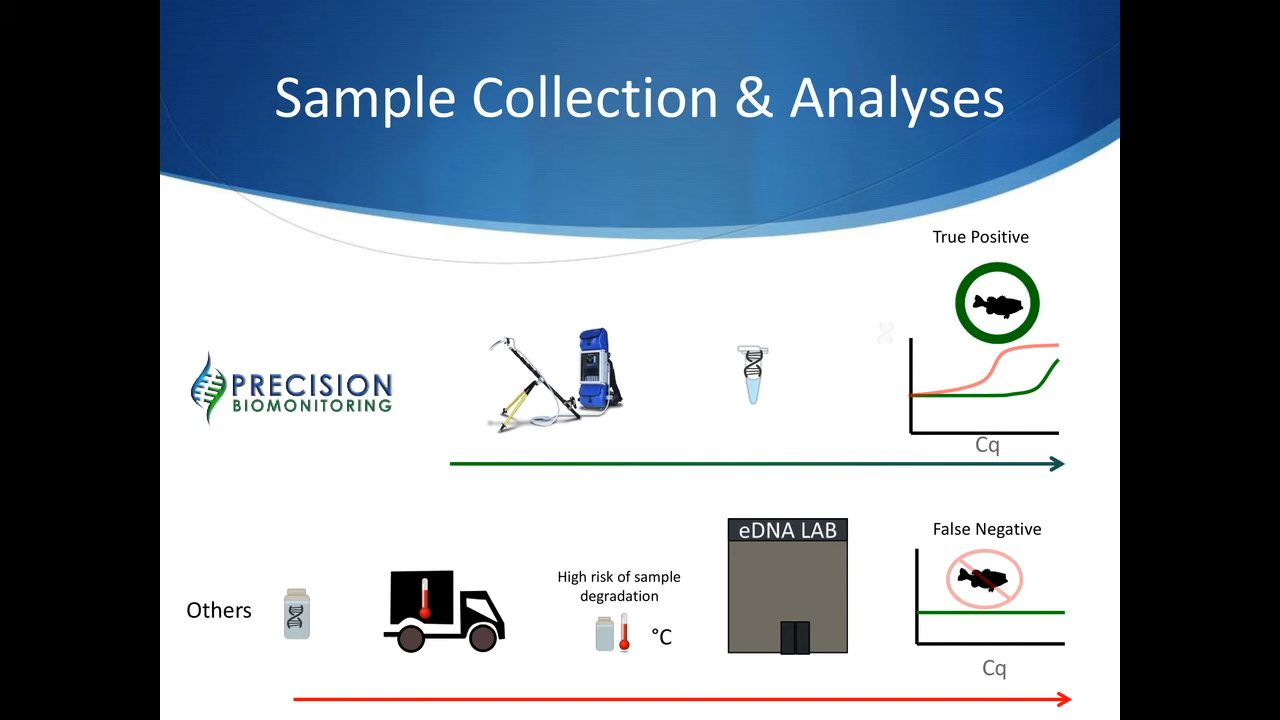 Sample Collection & Analyses
True Positive
PRECISION
BIOMONITORING
Cq
eDNA LAB
False Negative
High risk of sample
degradation
Others
°C
Cq